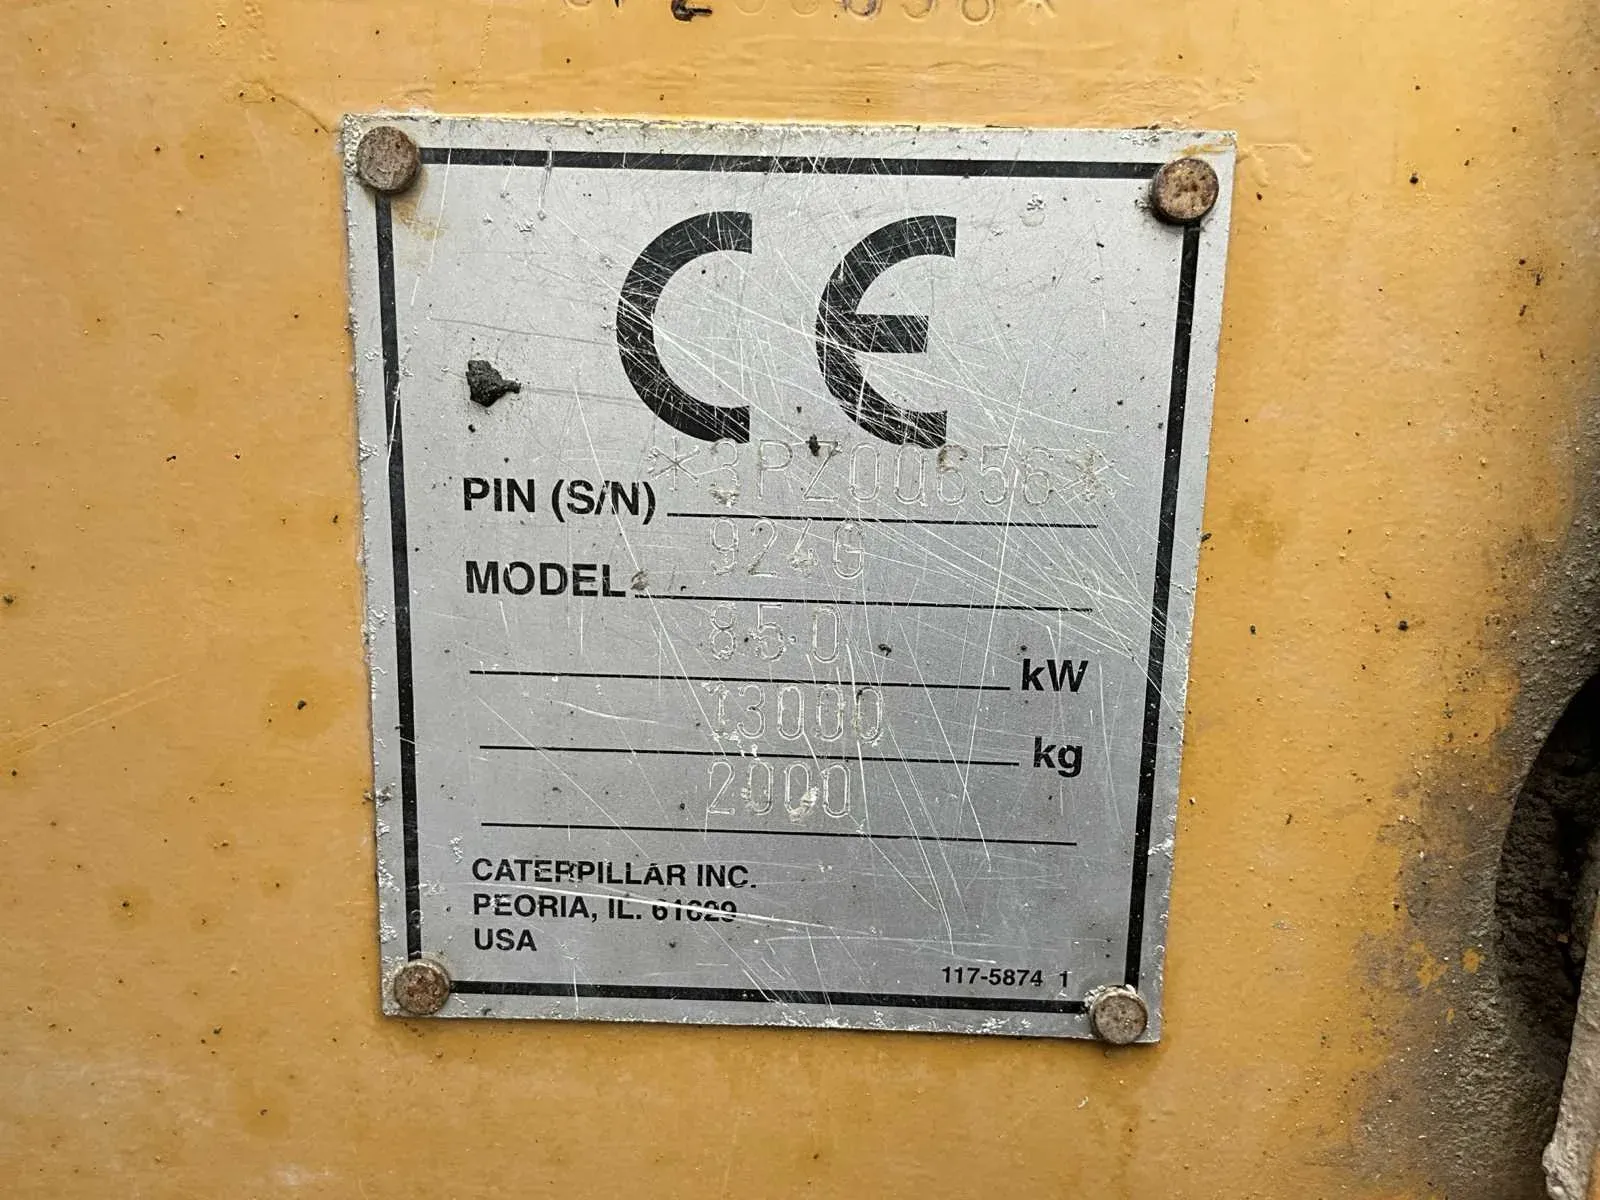 CE
PIN (S/N) *3PZ00656*
MODEL 924G
85.0 kW
13000 kg
2000
CATERPILLAR INC.
PEORIA, IL. 61629
USA
117-5874 1